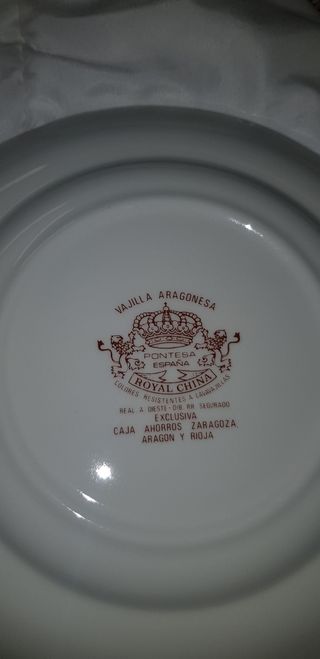 VAJILLA ARAGONESA
PONTESA
ESPAÑA
ROYAL CHINA
COLORES RESISTENTES A LAVAVAJILLAS
REAL A DIESTE - DIB. RR SEGURADO
EXCLUSIVA
CAJA AHORROS ZARAGOZA
ARAGON Y RIOJA